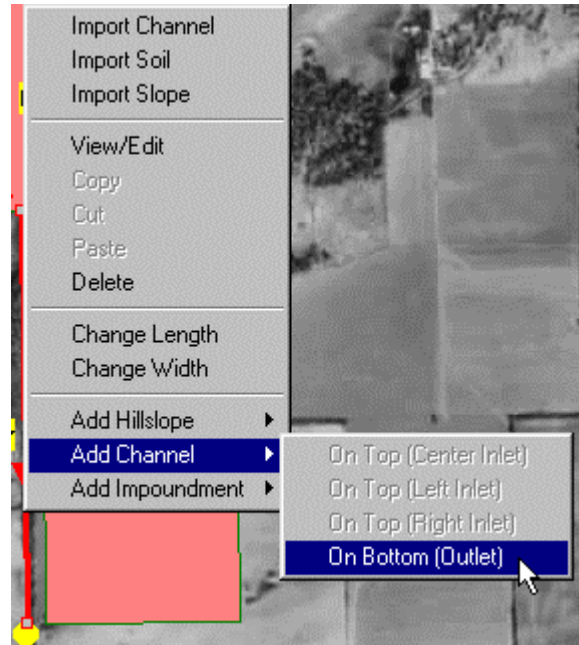 Import Channel
Import Soil
Import Slope
View/Edit
Copy
Cut
Paste
Delete
Change Length
Change Width
Add Hillslope
Add Channel
Add Impoundment
On Top (Center Inlet)
On Top (Left Inlet)
On Top (Right Inlet)
On Bottom (Outlet)